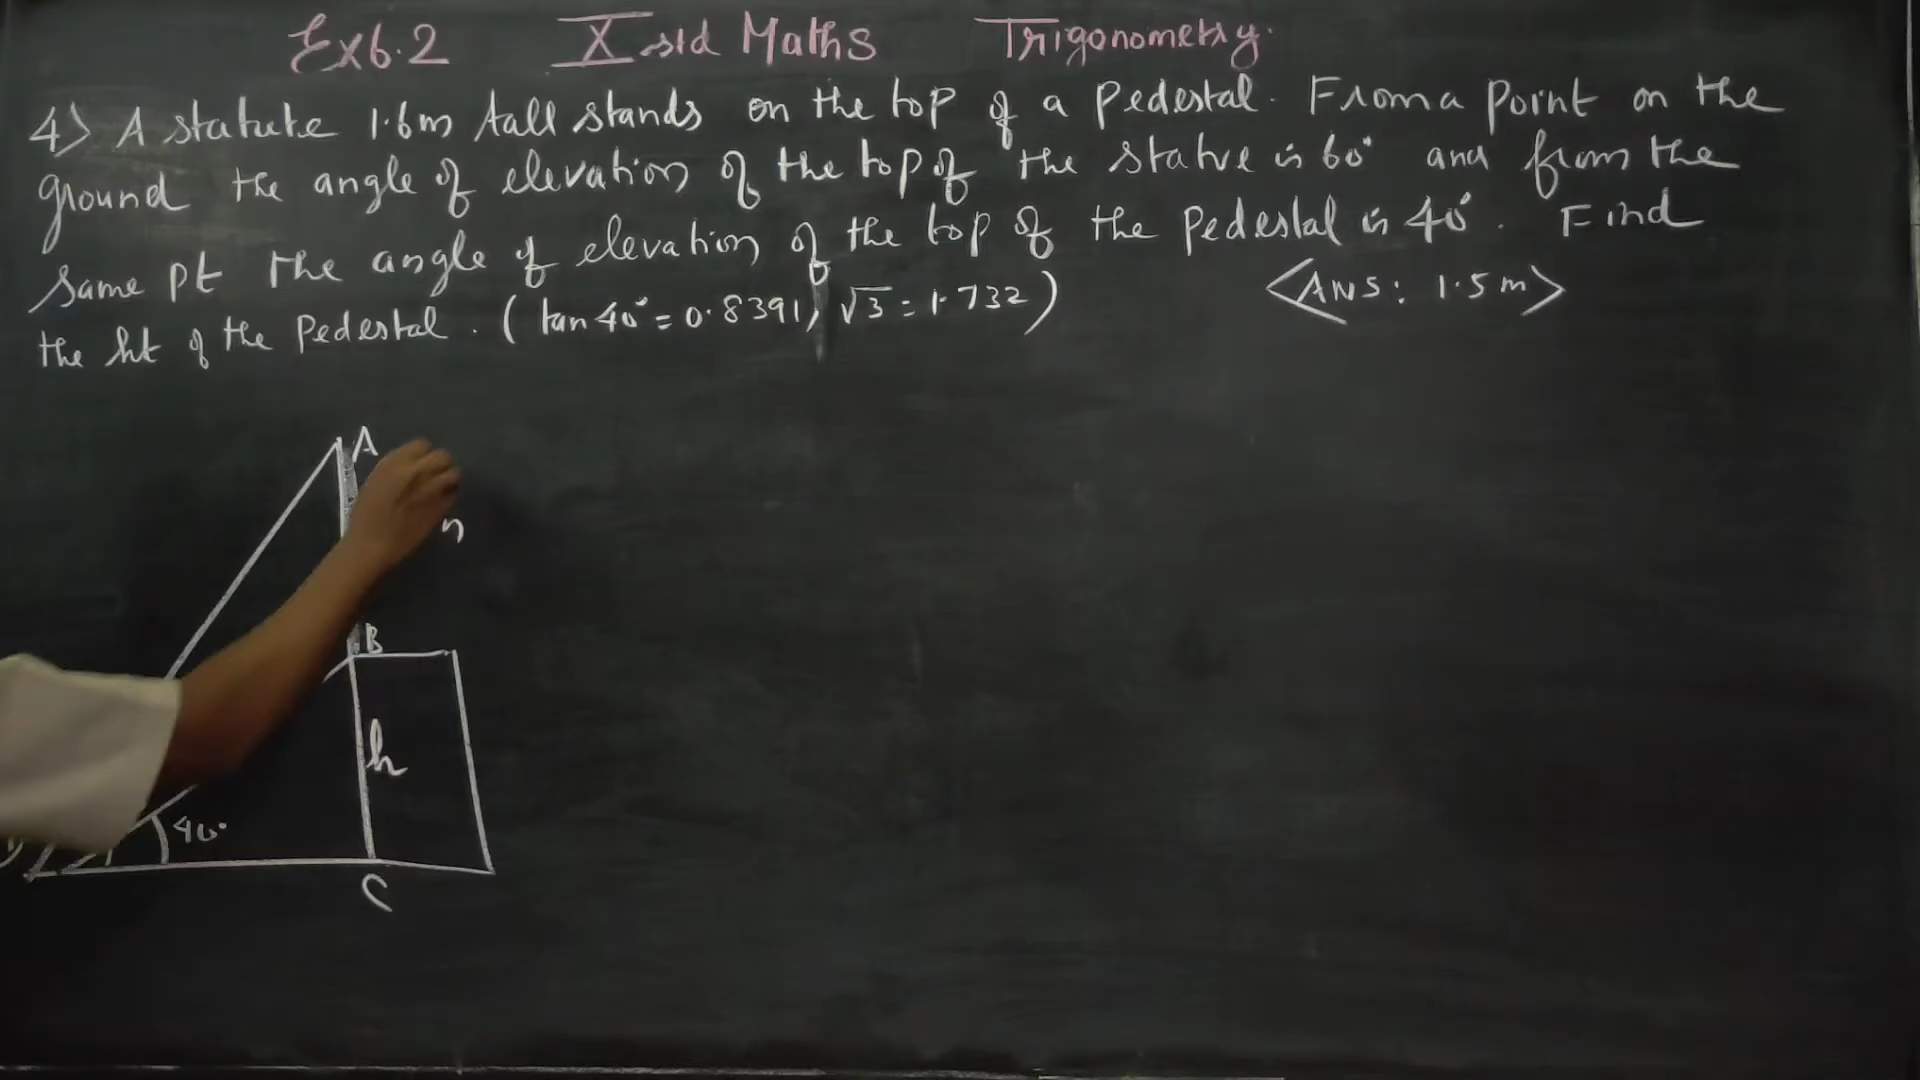 Ex 6.2 X std Maths Trigonometry.
4) A statute 1.6m tall stands on the top of a Pedestal. From a point on the
ground the angle of elevation of the top of the statue is 60° and from the
same pt the angle of elevation of the top of the pedestal is 40°. Find
the ht of the Pedestal. (tan 40° = 0.8391, √3 = 1.732) <ANS: 1.5 m>
A
B
h
40°
C